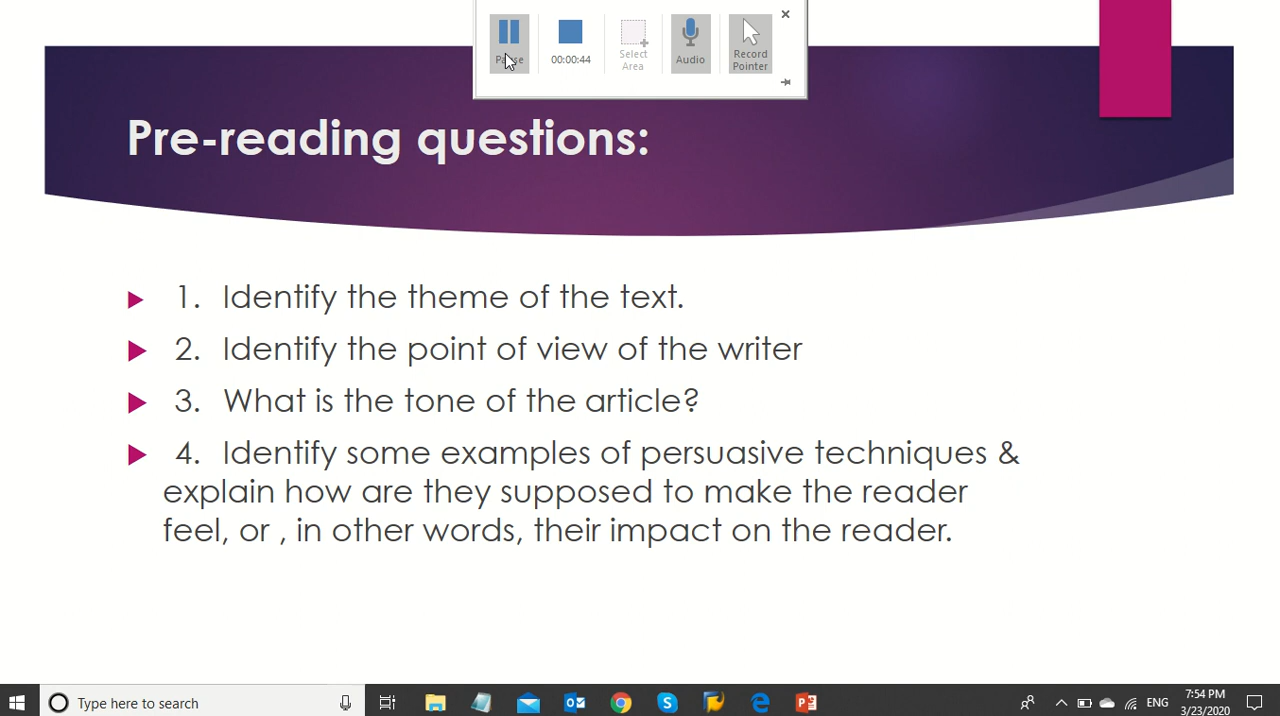 Pause
00:00:44
Select
Area
Audio
Record
Pointer
Pre-reading questions:
1. Identify the theme of the text.
2. Identify the point of view of the writer
3. What is the tone of the article?
4. Identify some examples of persuasive techniques &
explain how are they supposed to make the reader
feel, or , in other words, their impact on the reader.
Type here to search
ENG
7:54 PM
3/23/2020